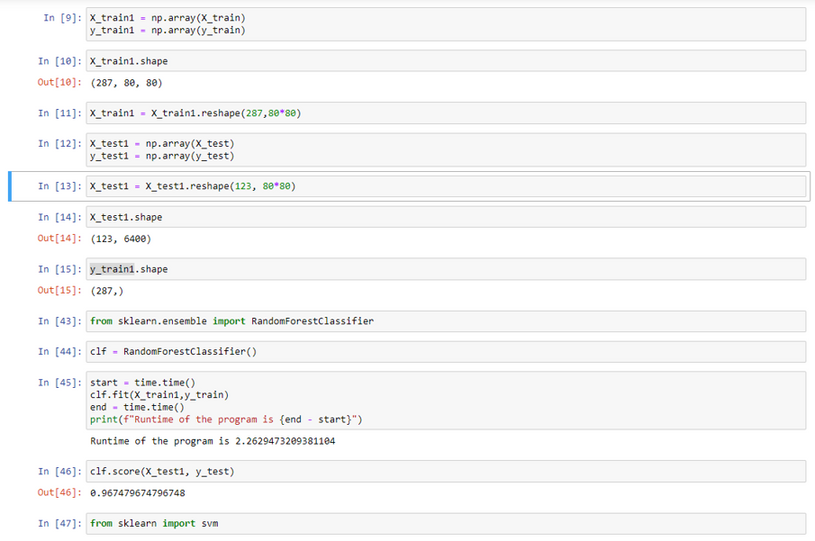 In [9]: X_train1 = np.array(X_train)
y_train1 = np.array(y_train)
In [10]: X_train1.shape
Out[10]: (287, 80, 80)
In [11]: X_train1 = X_train1.reshape(287,80*80)
In [12]: X_test1 = np.array(X_test)
y_test1 = np.array(y_test)
In [13]: X_test1 = X_test1.reshape(123, 80*80)
In [14]: X_test1.shape
Out[14]: (123, 6400)
In [15]: y_train1.shape
Out[15]: (287,)
In [43]: from sklearn.ensemble import RandomForestClassifier
In [44]: clf = RandomForestClassifier()
In [45]: start = time.time()
clf.fit(X_train1,y_train)
end = time.time()
print(f"Runtime of the program is {end - start}")
Runtime of the program is 2.2629473209381104
In [46]: clf.score(X_test1, y_test)
Out[46]: 0.967479674796748
In [47]: from sklearn import svm